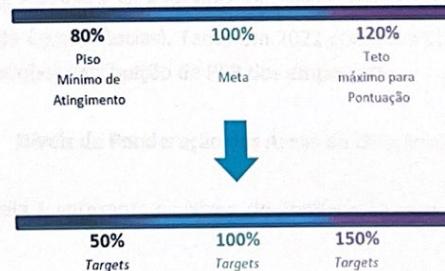 80% 100% 120%
Piso Teto
Mínimo de Meta máximo para
Atingimento Pontuação
50% 100% 150%
Targets Targets Targets